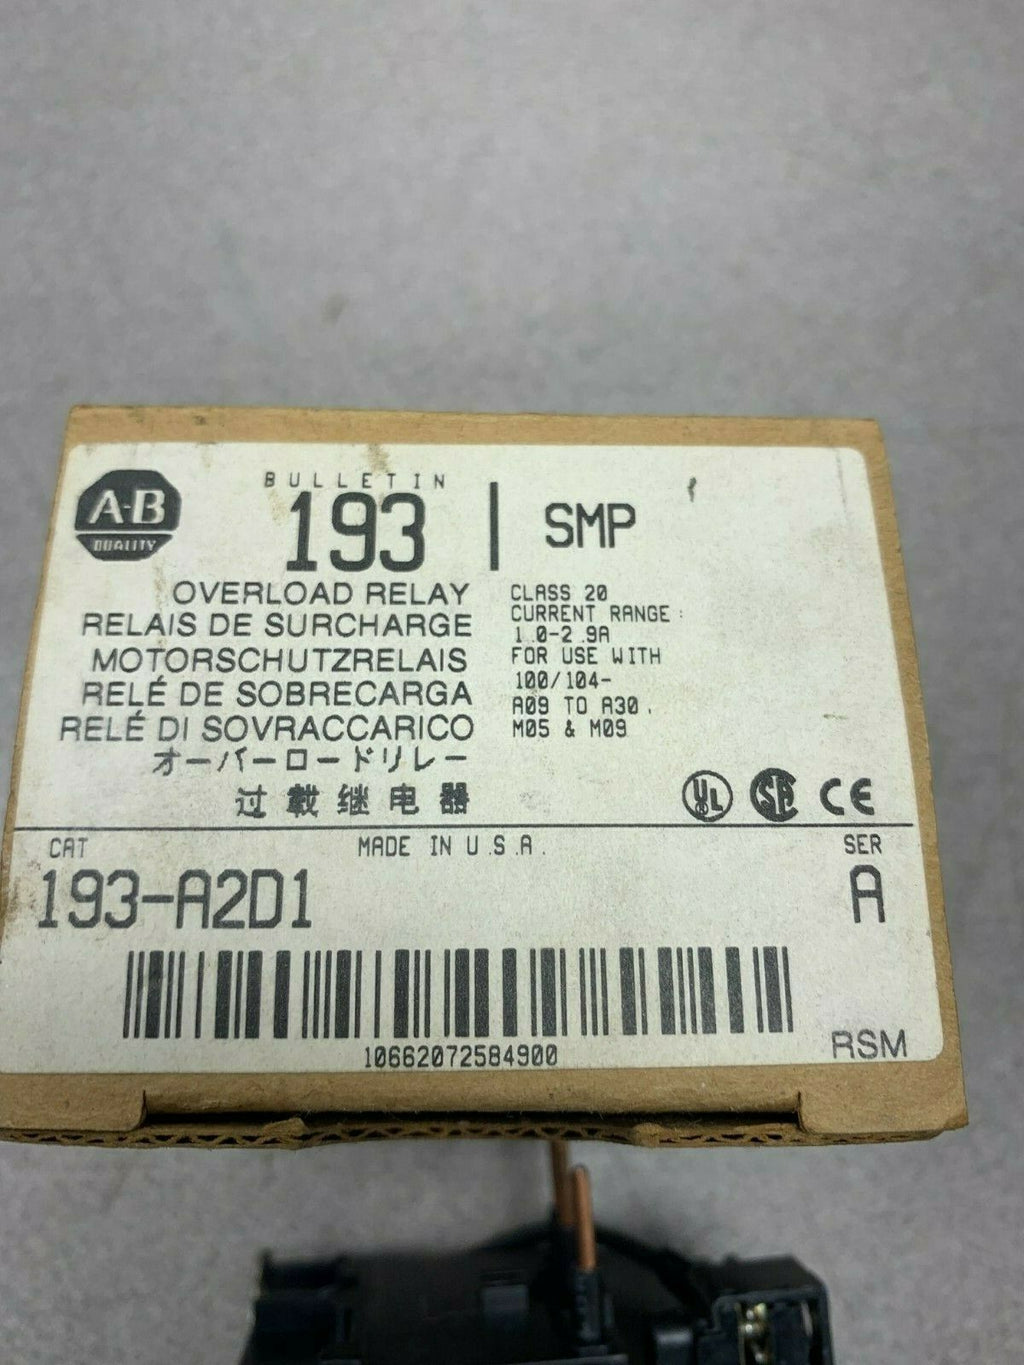 A-B
QUALITY
BULLETIN
193
SMP
OVERLOAD RELAY
RELAIS DE SURCHARGE
MOTORSCHUTZRELAIS
RELÉ DE SOBRECARGA
RELÉ DI SOVRACCARICO
オーバーロードリレー
过载继电器
CLASS 20
CURRENT RANGE:
1.0-2.9A
FOR USE WITH
100/104-
A09 TO A30,
M05 & M09
UL SA CE
CAT
MADE IN U.S.A.
SER
193-A2D1
A
10662072584900
RSM